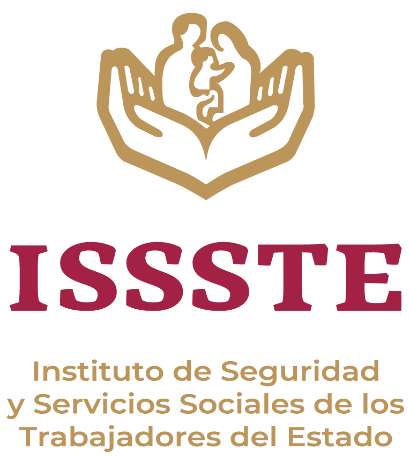 ISSSTE
Instituto de Seguridad
y Servicios Sociales de los
Trabajadores del Estado